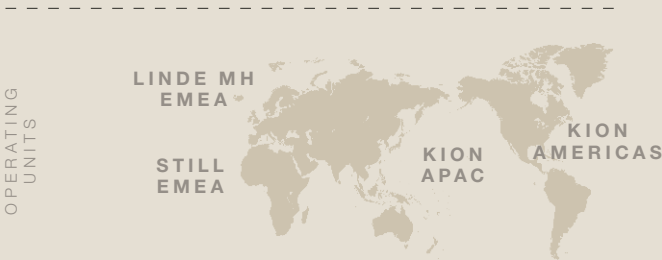 OPERATING
UNITS
LINDE MH
EMEA
STILL
EMEA
KION
APAC
KION
AMERICAS